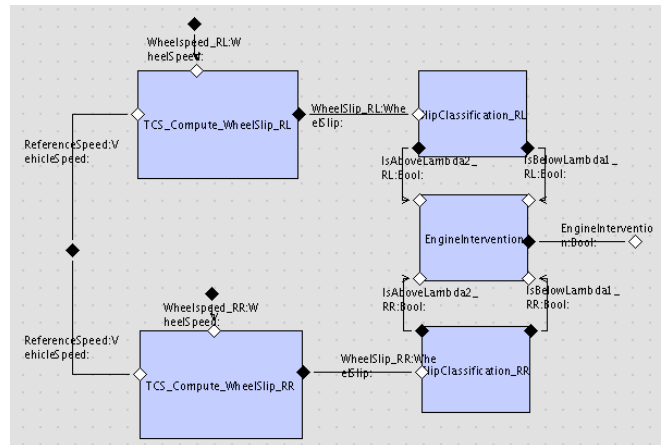 Wheelspeed_RL:W
heelSpeed:
TCS_Compute_WheelSlip_RL
WheelSlip_RL:Whe
elSlip:
lipClassification_RL
ReferenceSpeed:V
ehicleSpeed:
IsAboveLambda2_
RL:Bool:
IsBelowLambda1_
RL:Bool:
EngineIntervention
EngineInterventio
n:Bool:
IsAboveLambda2_
RR:Bool:
IsBelowLambda1_
RR:Bool:
Wheelspeed_RR:W
heelSpeed:
ReferenceSpeed:V
ehicleSpeed:
TCS_Compute_WheelSlip_RR
WheelSlip_RR:Whe
elSlip:
lipClassification_RR